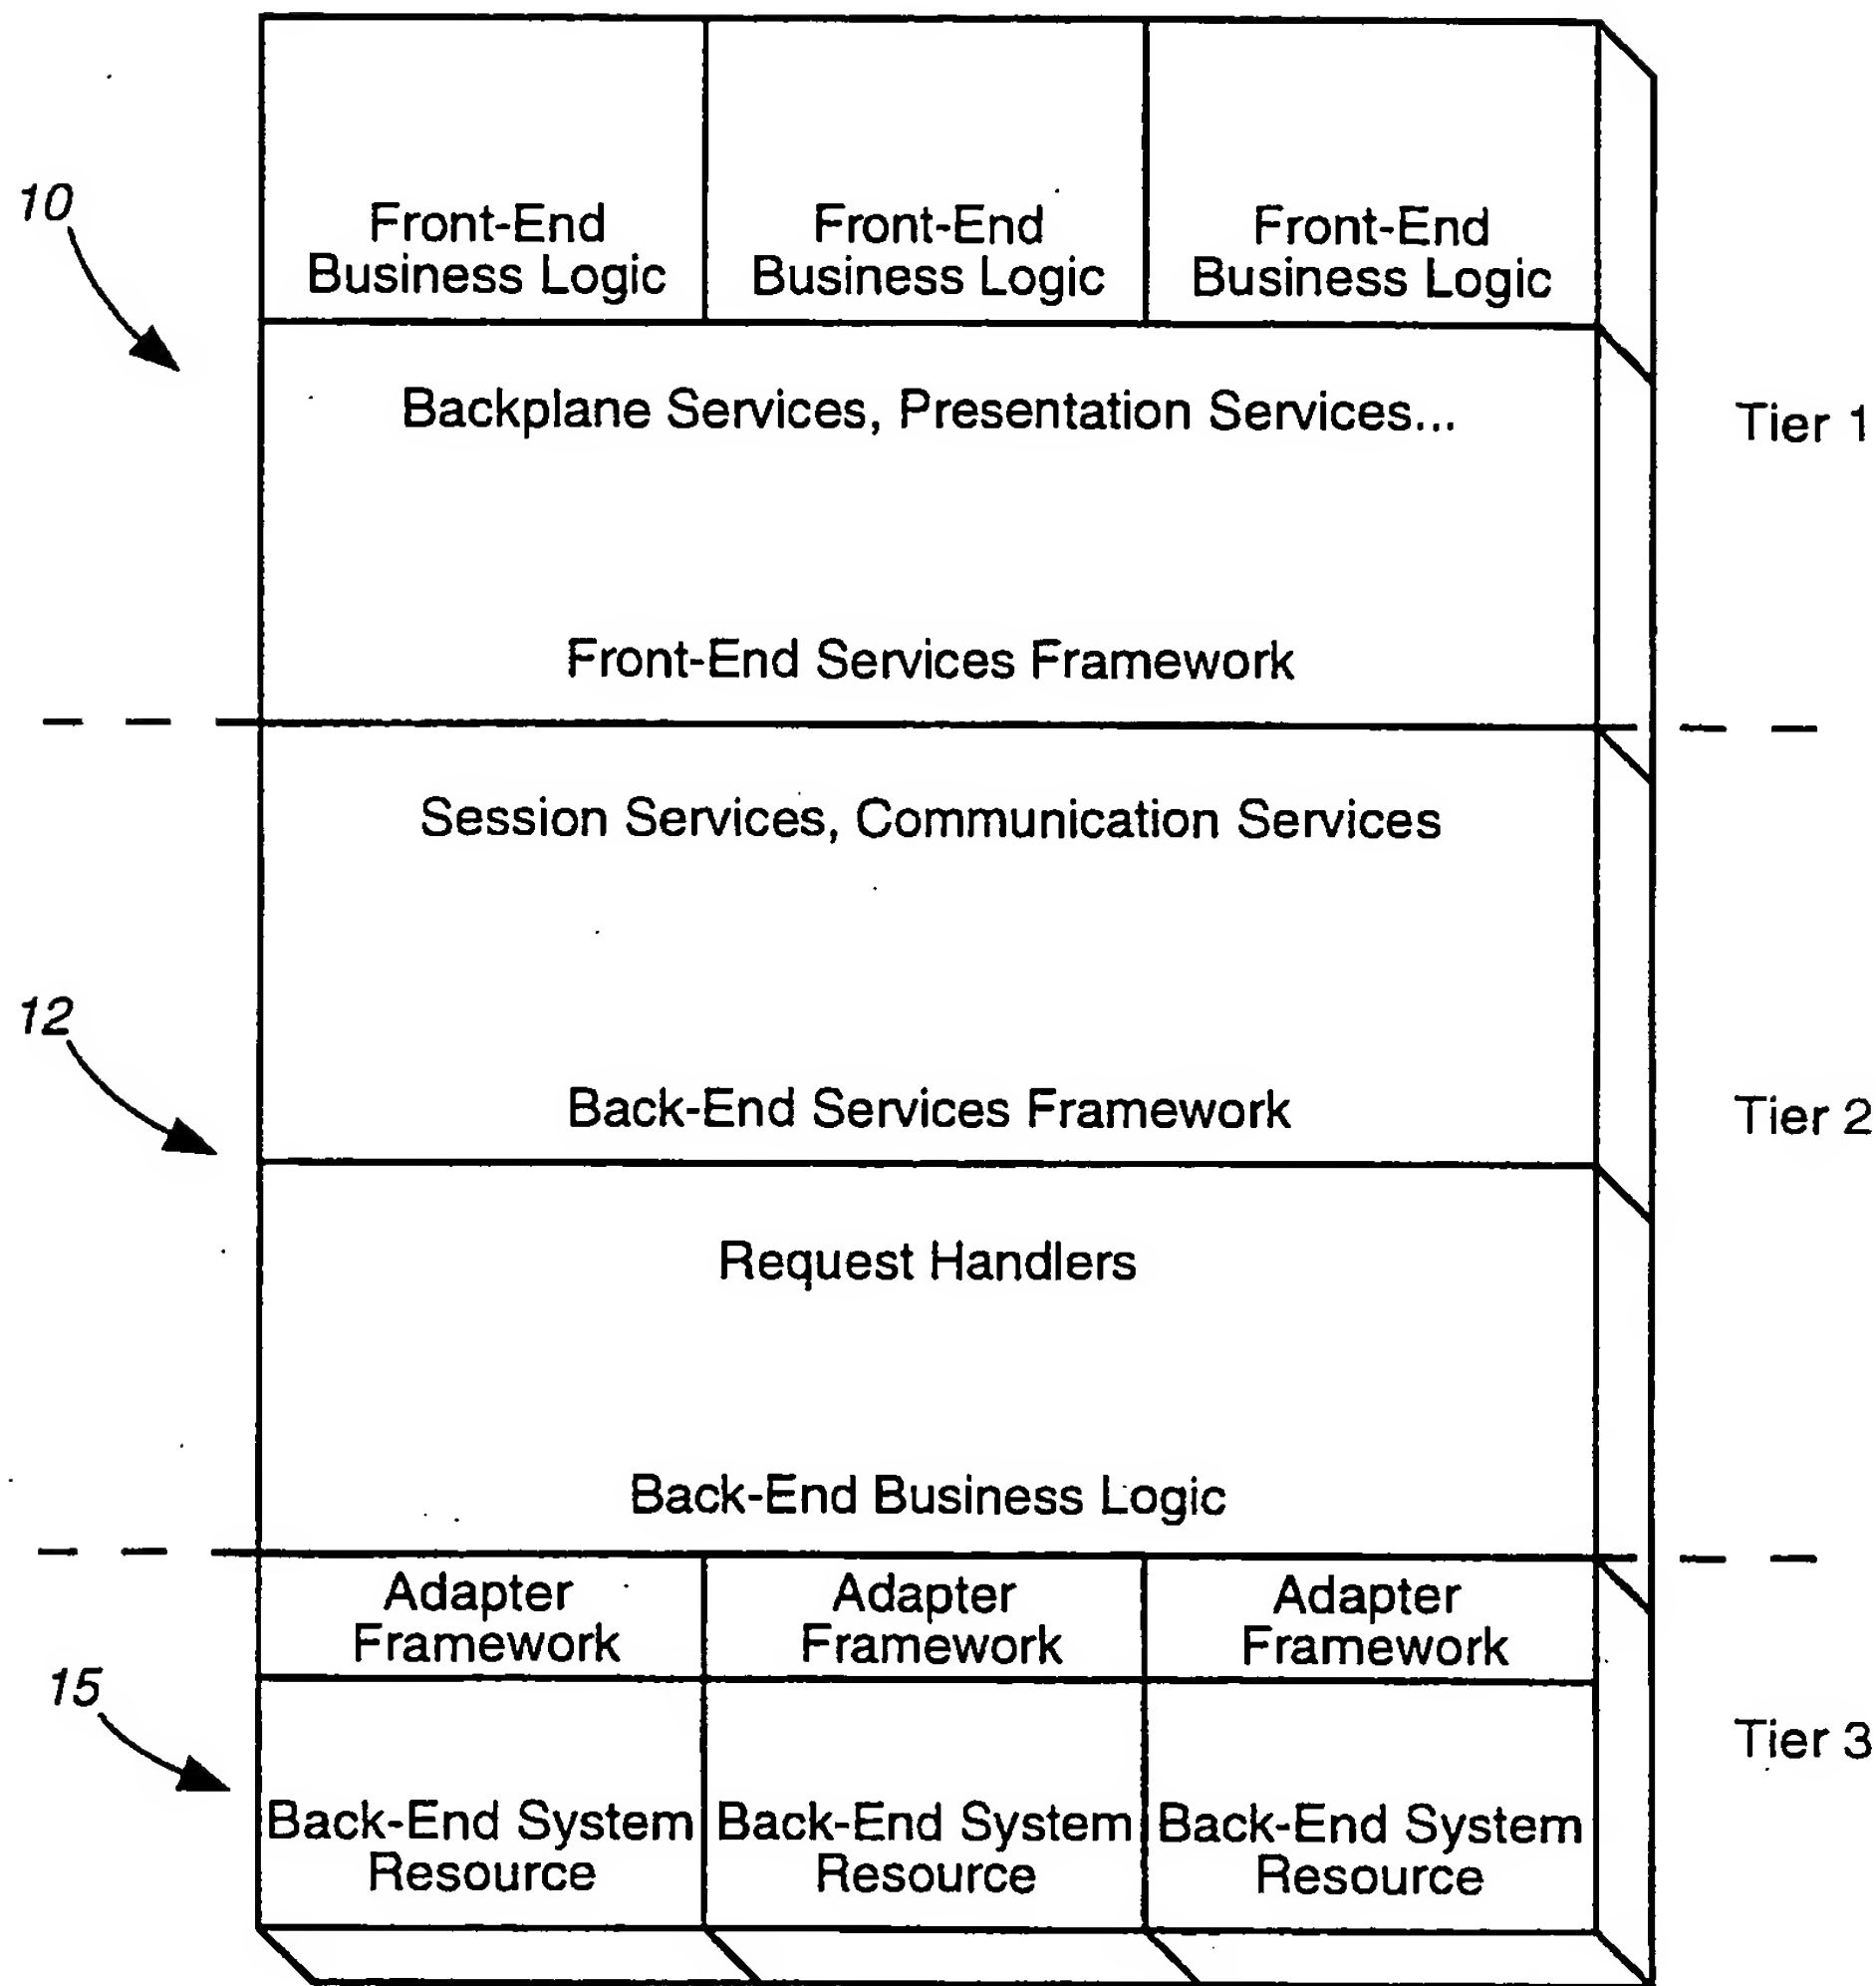 10
Front-End
Business Logic
Front-End
Business Logic
Front-End
Business Logic
Backplane Services, Presentation Services...
Tier 1
Front-End Services Framework
Session Services, Communication Services
12
Back-End Services Framework
Tier 2
Request Handlers
Back-End Business Logic
Adapter
Framework
Adapter
Framework
Adapter
Framework
15
Tier 3
Back-End System
Resource
Back-End System
Resource
Back-End System
Resource